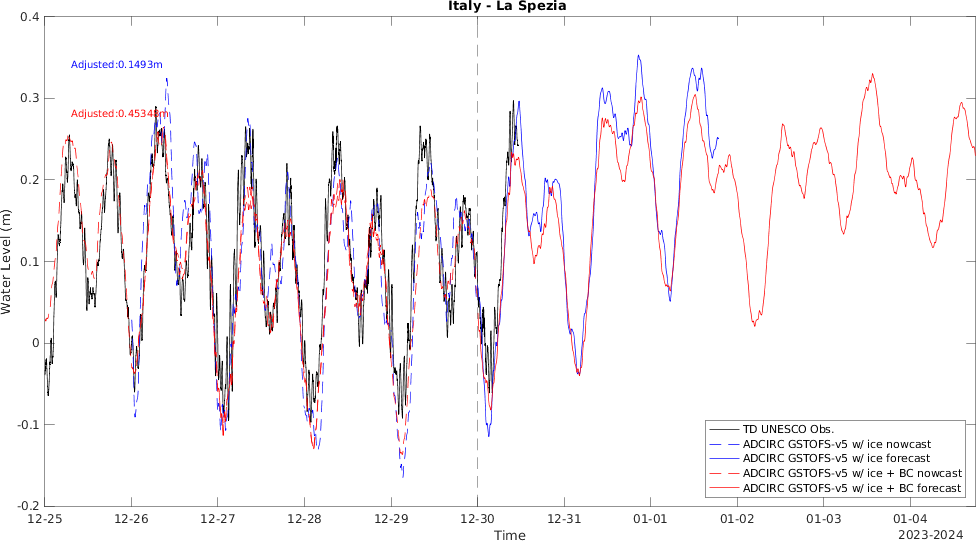 Italy - La Spezia
Adjusted:0.1493m
Adjusted:0.45348m
Water Level (m)
0.4
0.3
0.2
0.1
0
-0.1
-0.2
TD UNESCO Obs.
ADCIRC GSTOFS-v5 w/ ice nowcast
ADCIRC GSTOFS-v5 w/ ice forecast
ADCIRC GSTOFS-v5 w/ ice + BC nowcast
ADCIRC GSTOFS-v5 w/ ice + BC forecast
12-25 12-26 12-27 12-28 12-29 12-30 12-31 01-01 01-02 01-03 01-04
Time
2023-2024